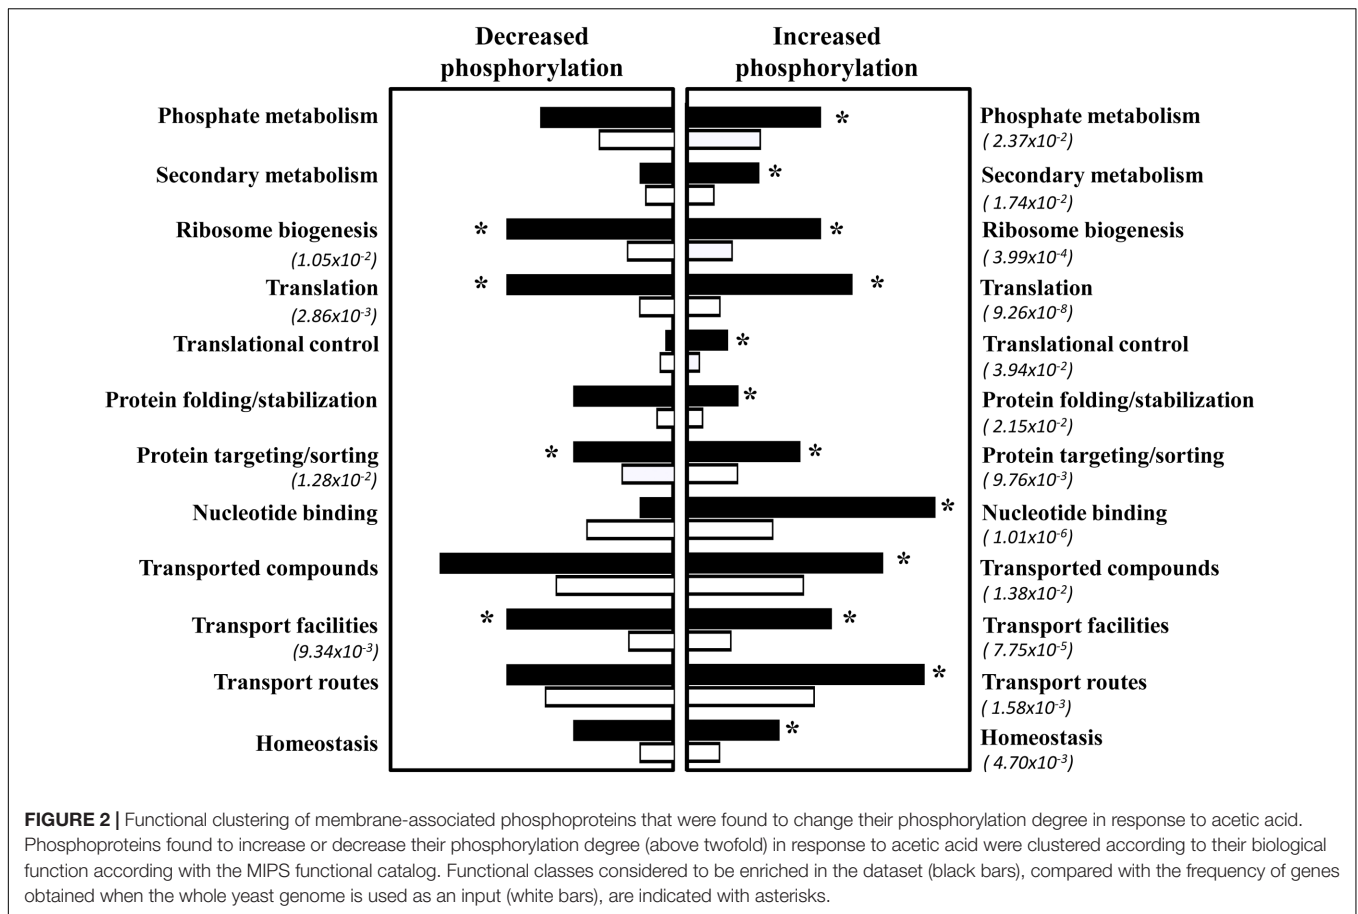 Decreased phosphorylation
Increased phosphorylation
Phosphate metabolism
* Phosphate metabolism
( 2.37x10⁻²)
Secondary metabolism
* Secondary metabolism
( 1.74x10⁻²)
Ribosome biogenesis *
(1.05x10⁻²)
* Ribosome biogenesis
( 3.99x10⁻⁴)
Translation *
(2.86x10⁻³)
* Translation
( 9.26x10⁻⁸)
Translational control
* Translational control
( 3.94x10⁻²)
Protein folding/stabilization
* Protein folding/stabilization
( 2.15x10⁻²)
Protein targeting/sorting *
(1.28x10⁻²)
* Protein targeting/sorting
( 9.76x10⁻³)
Nucleotide binding
* Nucleotide binding
( 1.01x10⁻⁶)
Transported compounds
* Transported compounds
( 1.38x10⁻²)
Transport facilities *
(9.34x10⁻³)
* Transport facilities
( 7.75x10⁻⁵)
Transport routes
* Transport routes
( 1.58x10⁻³)
Homeostasis
* Homeostasis
( 4.70x10⁻³)
FIGURE 2 | Functional clustering of membrane-associated phosphoproteins that were found to change their phosphorylation degree in response to acetic acid.
Phosphoproteins found to increase or decrease their phosphorylation degree (above twofold) in response to acetic acid were clustered according to their biological
function according with the MIPS functional catalog. Functional classes considered to be enriched in the dataset (black bars), compared with the frequency of genes
obtained when the whole yeast genome is used as an input (white bars), are indicated with asterisks.